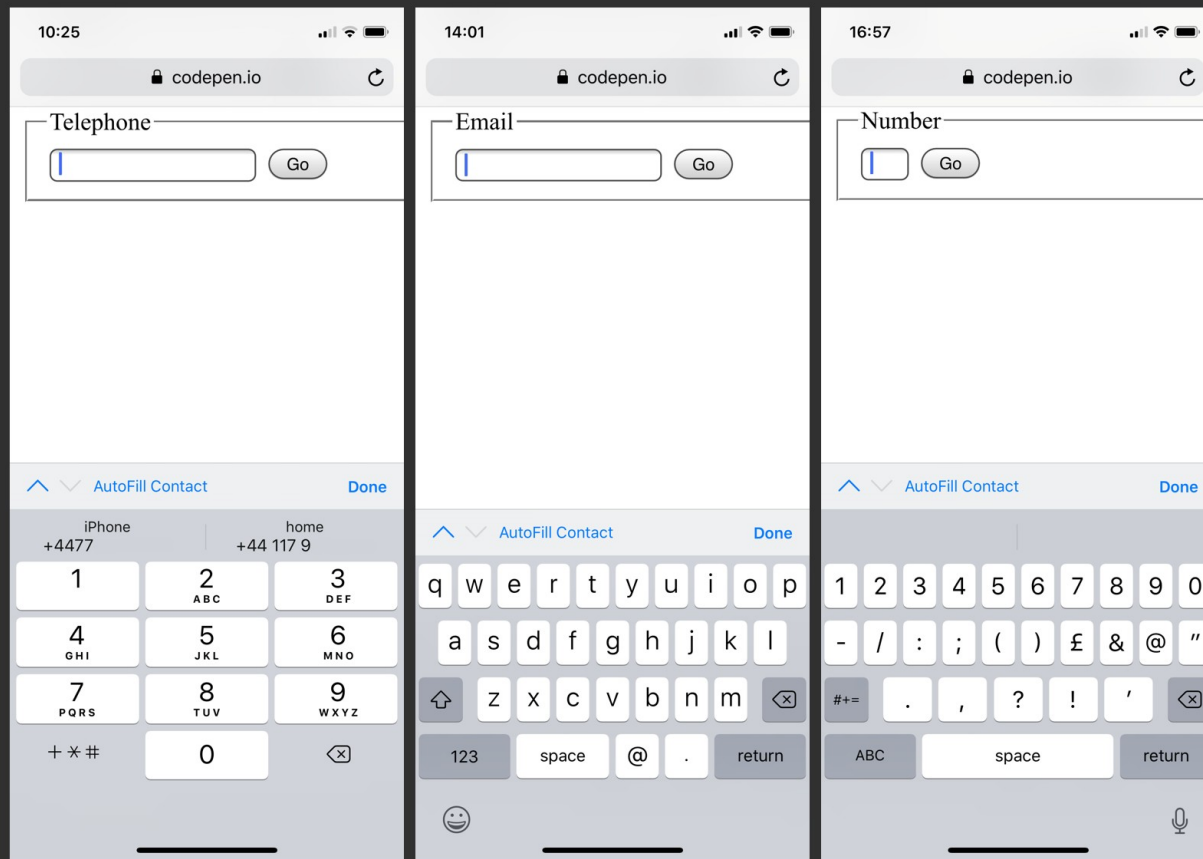 10:25
codepen.io
Telephone
Go
AutoFill Contact Done
iPhone home
+4477 +44 117 9
1 2 3
ABC DEF
4 5 6
GHI JKL MNO
7 8 9
PQRS TUV WXYZ
+*# 0
14:01
codepen.io
Email
Go
AutoFill Contact Done
q w e r t y u i o p
a s d f g h j k l
z x c v b n m
123 space @ . return
16:57
codepen.io
Number
Go
AutoFill Contact Done
1 2 3 4 5 6 7 8 9 0
- / : ; ( ) £ & @ "
#+= . , ? ! '
ABC space return